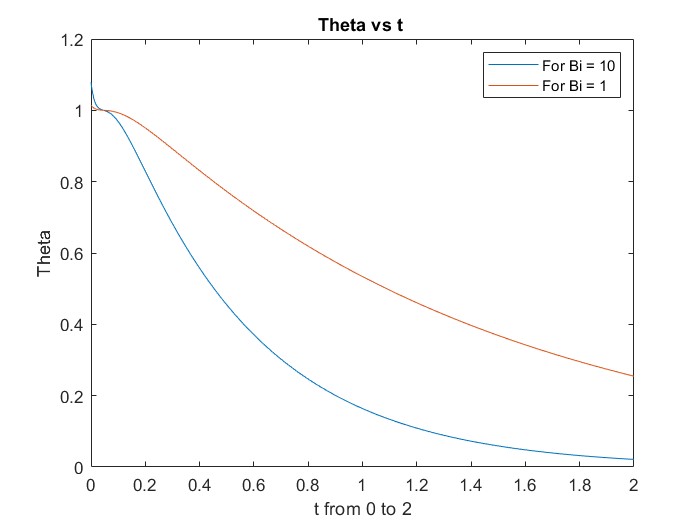 Theta vs t
For Bi = 10
For Bi = 1
Theta
1.2
1
0.8
0.6
0.4
0.2
0
0 0.2 0.4 0.6 0.8 1 1.2 1.4 1.6 1.8 2
t from 0 to 2